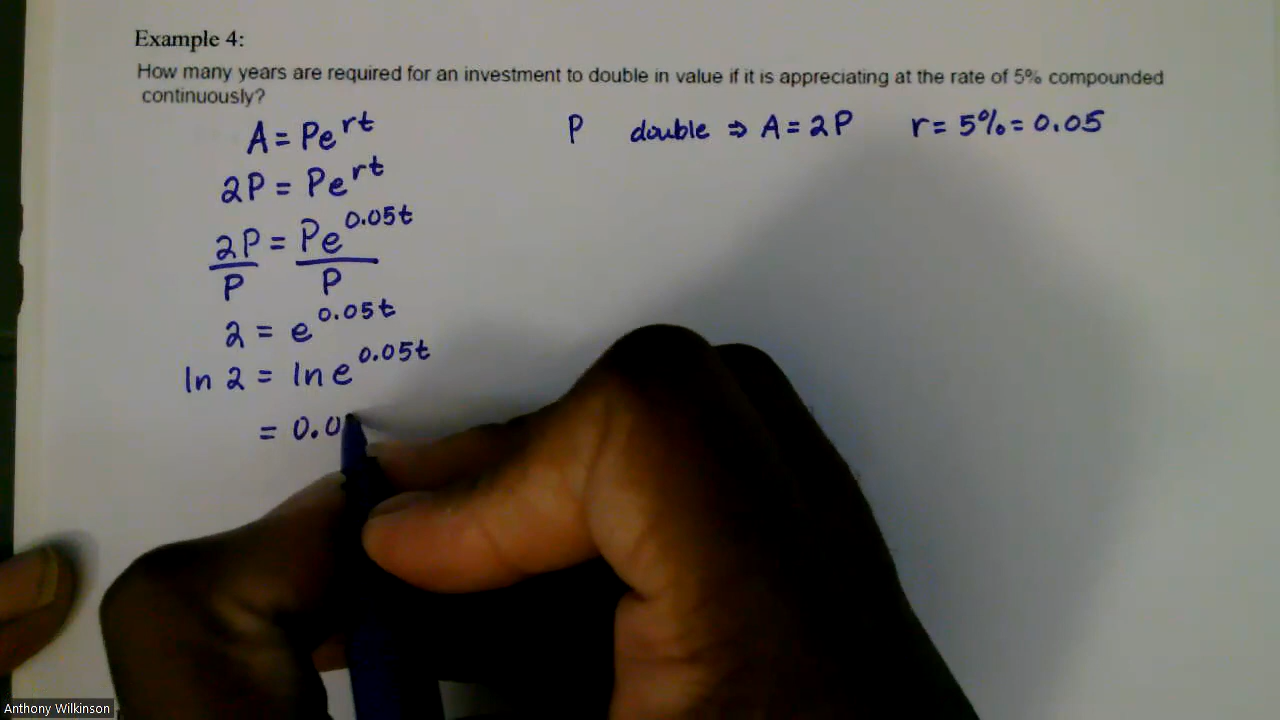 Example 4:
How many years are required for an investment to double in value if it is appreciating at the rate of 5% compounded
continuously?
A = Pe^rt
P double ⇒ A = 2P r = 5% = 0.05
2P = Pe^rt
2P/P = Pe^0.05t/P
2 = e^0.05t
ln 2 = ln e^0.05t
= 0.0
Anthony Wilkinson